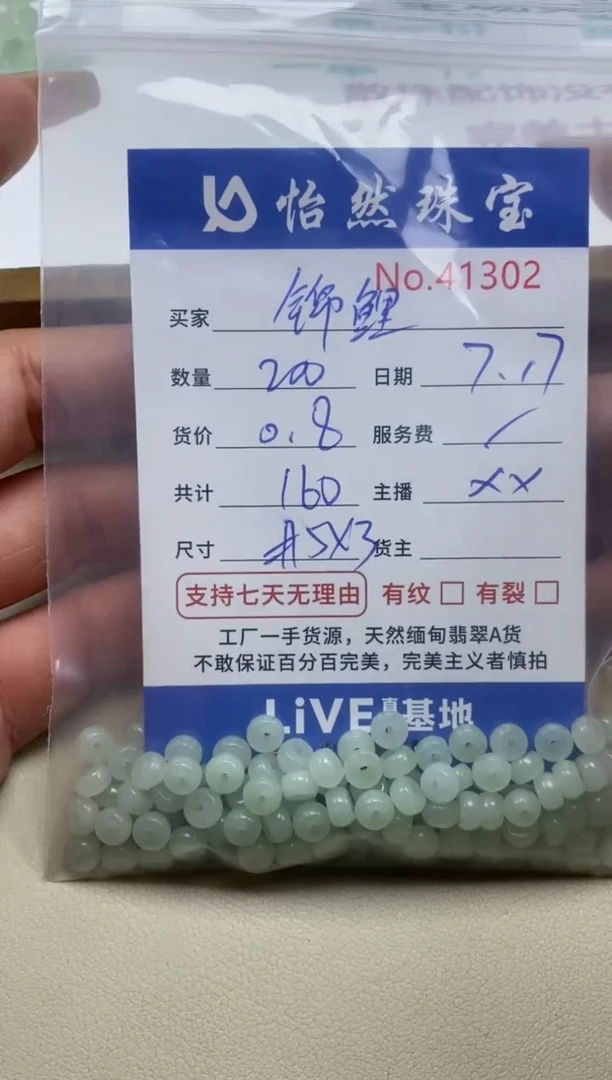 怡然珠宝
No.41302
买家 锦鲤
数量 200 日期 7.17
货价 0.8 服务费 /
共计 160 主播 xx
尺寸 5X3 货主
支持七天无理由 有纹 □ 有裂 □
工厂一手货源，天然缅甸翡翠A货
不敢保证百分百完美，完美主义者慎拍
LiVE 基地